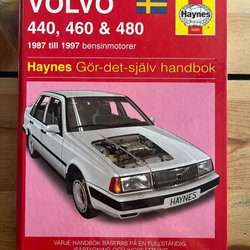 VOLVO
440, 460 & 480
1987 till 1997 bensinmotorer
Haynes
Haynes Gör-det-själv handbok
VARJE HANDBOK BASERAS PÅ EN FULLSTÄNDIG